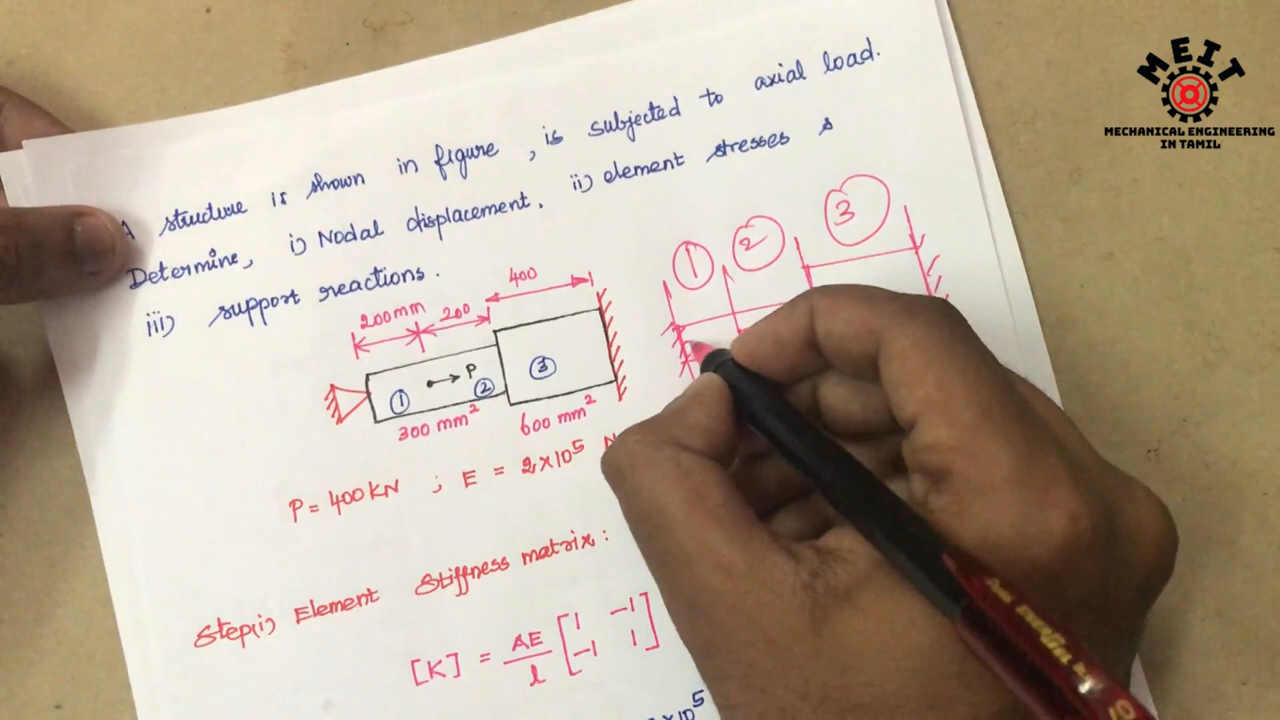 A structure is shown in figure , is subjected to axial load.
Determine, i) Nodal displacement, ii) element stresses &
iii) support reactions.
200mm 200 400
① P ② ③
300 mm²
600 mm²
① ② ③
P = 400 KN ; E = 2×10⁵ N
Step(i) Element Stiffness matrix:
[K] = AE/l [1 -1
-1 1]
×10⁵
MEIT
MECHANICAL ENGINEERING
IN TAMIL